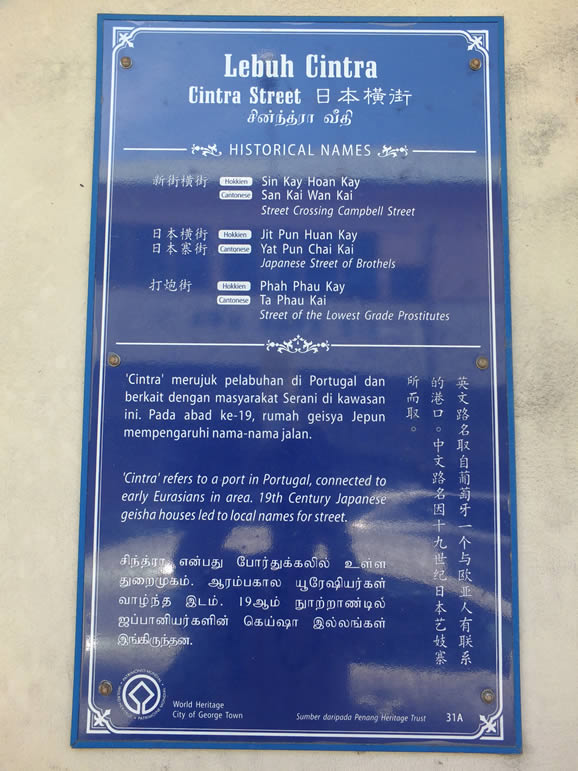 Lebuh Cintra
Cintra Street 日本橫街
சிந்த்ரா வீதி
HISTORICAL NAMES
新街橫街 Hokkien Sin Kay Hoan Kay
Cantonese San Kai Wan Kai
Street Crossing Campbell Street
日本橫街 Hokkien Jit Pun Huan Kay
日本寨街 Cantonese Yat Pun Chai Kai
Japanese Street of Brothels
打炮街 Hokkien Phah Phau Kay
Cantonese Ta Phau Kai
Street of the Lowest Grade Prostitutes
'Cintra' merujuk pelabuhan di Portugal dan
berkait dengan masyarakat Serani di kawasan
ini. Pada abad ke-19, rumah geisya Jepun
mempengaruhi nama-nama jalan.
'Cintra' refers to a port in Portugal, connected to
early Eurasians in area. 19th Century Japanese
geisha houses led to local names for street.
சிந்த்ரா என்பது போர்துக்கலில் உள்ள
துறைமுகம். ஆரம்பகால யூரேஷியர்கள்
வாழ்ந்த இடம். 19ஆம் நூற்றாண்டில்
ஜப்பானியர்களின் கெய்ஷா இல்லங்கள்
இங்கிருந்தன.
英文路名取自葡萄牙一个与欧亚人有联系
的港口。中文路名因十九世纪日本艺妓寨
所而取。
World Heritage
City of George Town
Sumber daripada Penang Heritage Trust
31A